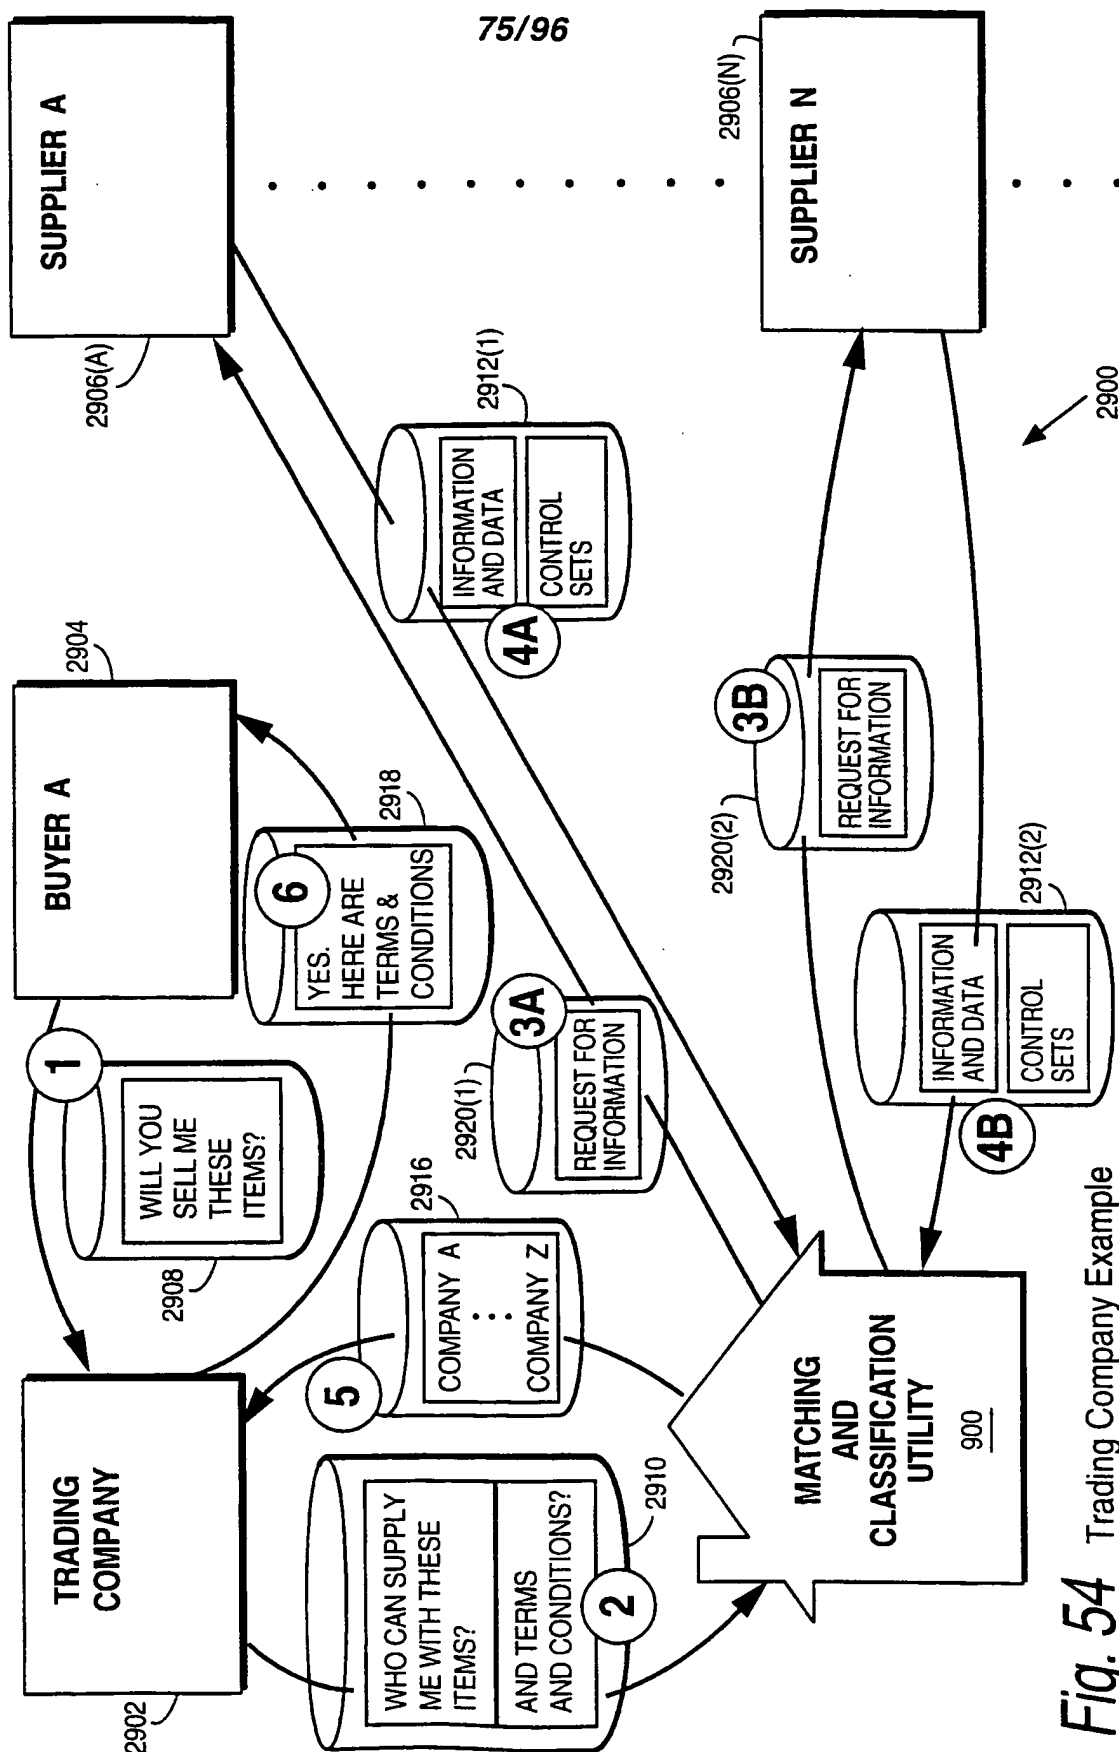 75/96
2902
TRADING
COMPANY
WILL YOU
SELL ME
THESE
ITEMS?
1
2908
BUYER A
2904
6
YES.
HERE ARE
TERMS &
CONDITIONS
2918
SUPPLIER A
2906(A)
WHO CAN SUPPLY
ME WITH THESE
ITEMS?
AND TERMS
AND CONDITIONS?
2
2910
5
COMPANY A
⋮
COMPANY Z
2916
2920(1)
3A
REQUEST FOR
INFORMATION
4A
INFORMATION
AND DATA
CONTROL
SETS
2912(1)
MATCHING
AND
CLASSIFICATION
UTILITY
900
2920(2)
3B
REQUEST FOR
INFORMATION
4B
INFORMATION
AND DATA
CONTROL
SETS
2912(2)
SUPPLIER N
2906(N)
2900
Fig. 54 Trading Company Example